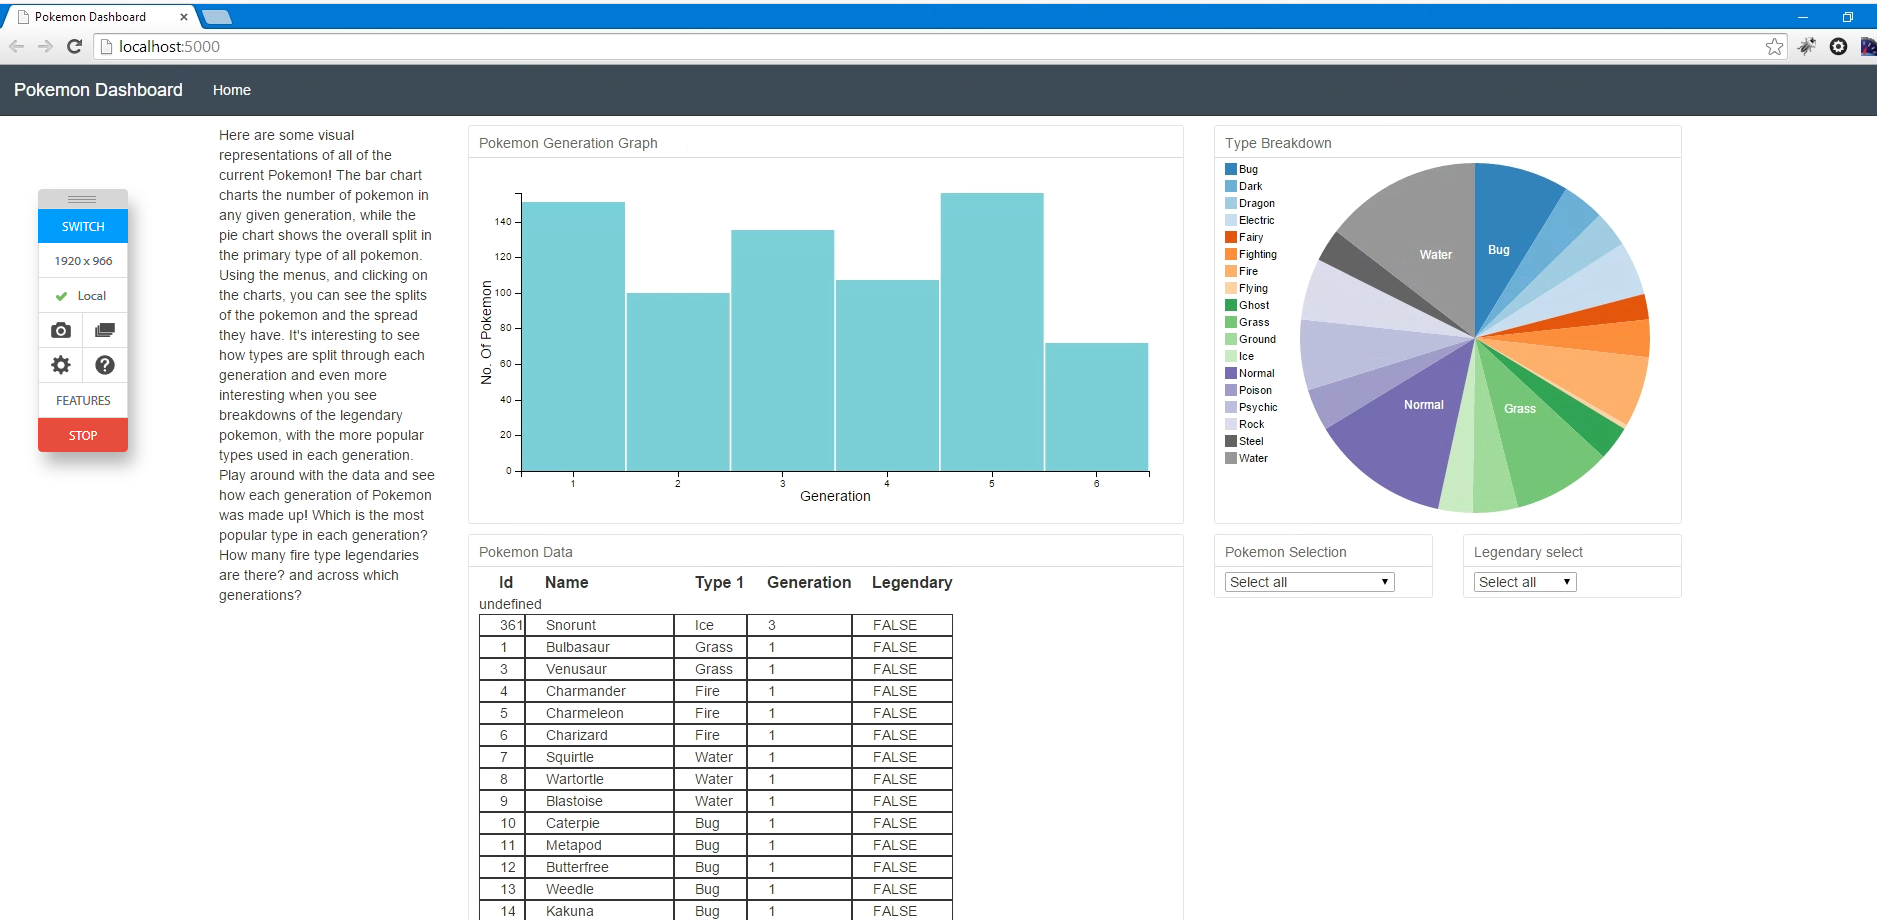 Pokemon Dashboard
localhost:5000
Pokemon Dashboard Home
SWITCH
1920 x 966
Local
FEATURES
STOP
Here are some visual
representations of all of the
current Pokemon! The bar chart
charts the number of pokemon in
any given generation, while the
pie chart shows the overall split in
the primary type of all pokemon.
Using the menus, and clicking on
the charts, you can see the splits
of the pokemon and the spread
they have. It's interesting to see
how types are split through each
generation and even more
interesting when you see
breakdowns of the legendary
pokemon, with the more popular
types used in each generation.
Play around with the data and see
how each generation of Pokemon
was made up! Which is the most
popular type in each generation?
How many fire type legendaries
are there? and across which
generations?
Pokemon Generation Graph
No. Of Pokemon
140
120
100
80
60
40
20
0
1 2 3 4 5 6
Generation
Type Breakdown
Bug
Dark
Dragon
Electric
Fairy
Fighting
Fire
Flying
Ghost
Grass
Ground
Ice
Normal
Poison
Psychic
Rock
Steel
Water
Water
Bug
Normal
Grass
Pokemon Data
Id Name Type 1 Generation Legendary
undefined
361 Snorunt Ice 3 FALSE
1 Bulbasaur Grass 1 FALSE
3 Venusaur Grass 1 FALSE
4 Charmander Fire 1 FALSE
5 Charmeleon Fire 1 FALSE
6 Charizard Fire 1 FALSE
7 Squirtle Water 1 FALSE
8 Wartortle Water 1 FALSE
9 Blastoise Water 1 FALSE
10 Caterpie Bug 1 FALSE
11 Metapod Bug 1 FALSE
12 Butterfree Bug 1 FALSE
13 Weedle Bug 1 FALSE
14 Kakuna Bug 1 FALSE
Pokemon Selection
Select all
Legendary select
Select all